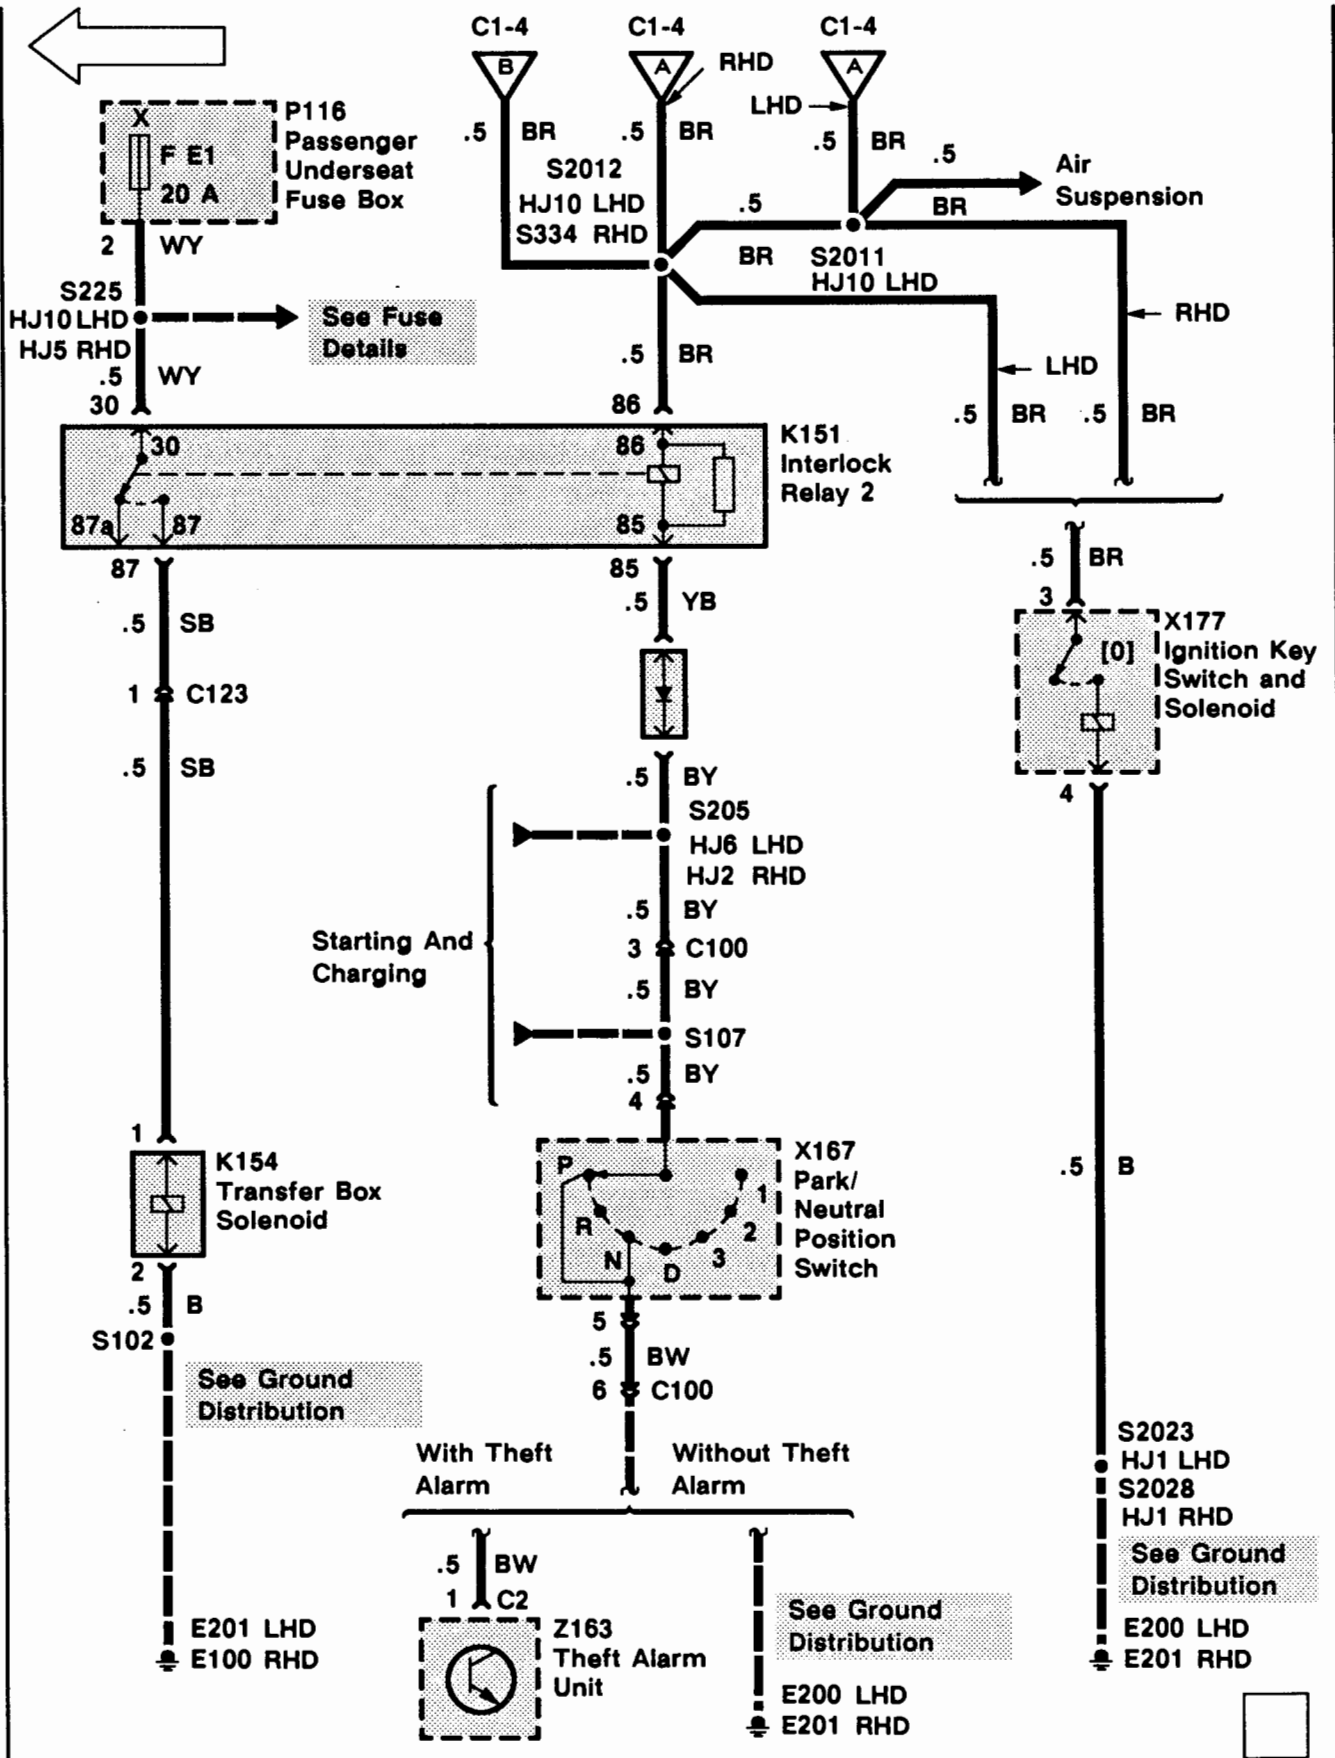 C1-4
C1-4
C1-4
B
A
A
RHD
LHD
.5 BR
.5 BR
.5 BR
X
F E1
20 A
P116
Passenger
Underseat
Fuse Box
2 WY
S2012
HJ10 LHD
S334 RHD
.5
BR
Air
Suspension
.5
BR
S2011
HJ10 LHD
S225
HJ10 LHD
HJ5 RHD
See Fuse
Details
.5 WY
30
.5 BR
86
RHD
LHD
.5 BR
.5 BR
30
86
87a
87
85
K151
Interlock
Relay 2
87
85
.5 SB
.5 YB
.5 BR
3
X177
Ignition Key
Switch and
Solenoid
[0]
4
1 C123
.5 SB
.5 BY
S205
HJ6 LHD
HJ2 RHD
.5 BY
Starting And
Charging
3 C100
.5 BY
S107
.5 BY
4
1
K154
Transfer Box
Solenoid
2
.5 B
S102
See Ground
Distribution
E201 LHD
E100 RHD
P
R
N
D
3
2
1
X167
Park/
Neutral
Position
Switch
5
.5 BW
6 C100
With Theft
Alarm
Without Theft
Alarm
.5 BW
1 C2
Z163
Theft Alarm
Unit
See Ground
Distribution
E200 LHD
E201 RHD
.5 B
S2023
HJ1 LHD
S2028
HJ1 RHD
See Ground
Distribution
E200 LHD
E201 RHD